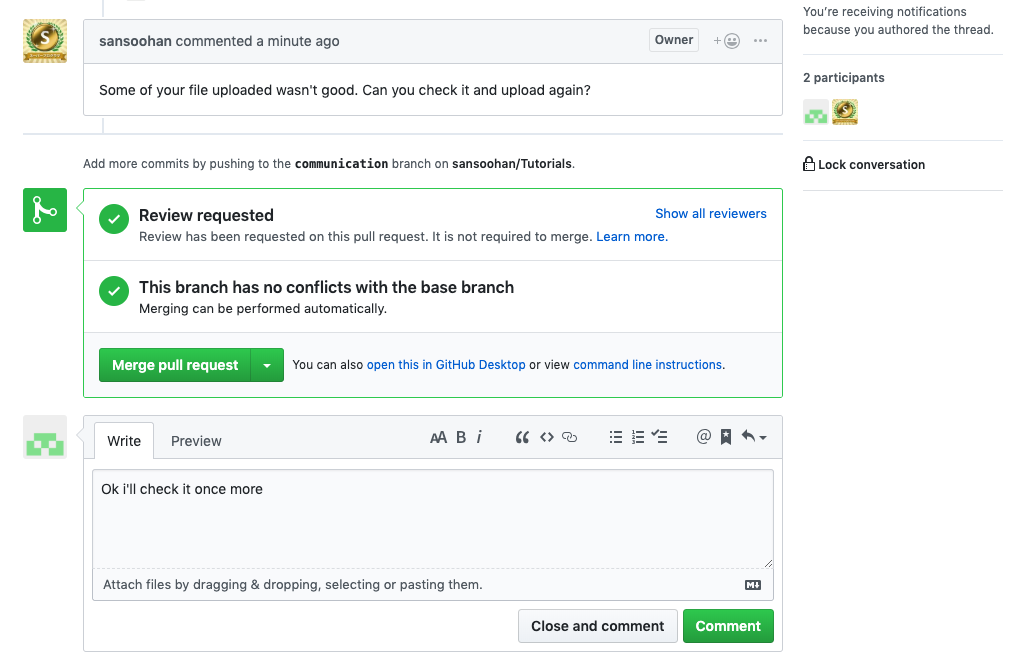 You're receiving notifications
because you authored the thread.
S
sansoohan commented a minute ago
Owner
Some of your file uploaded wasn't good. Can you check it and upload again?
2 participants
Add more commits by pushing to the communication branch on sansoohan/Tutorials.
Lock conversation
Review requested
Show all reviewers
Review has been requested on this pull request. It is not required to merge. Learn more.
This branch has no conflicts with the base branch
Merging can be performed automatically.
Merge pull request
You can also open this in GitHub Desktop or view command line instructions.
Write Preview AA B i @
Ok i'll check it once more
Attach files by dragging & dropping, selecting or pasting them.
Close and comment Comment